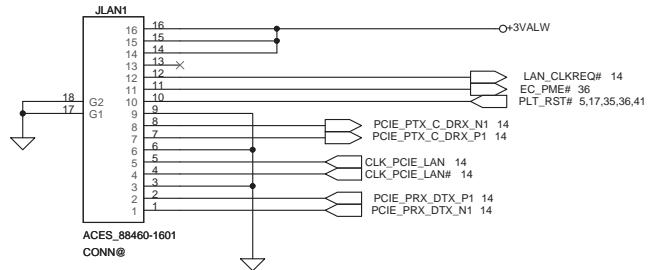 JLAN1
16 16 +3VALW
15 15
14 14
13 13
12 12 LAN_CLKREQ# 14
11 11 EC_PME# 36
18 G2 10 10 PLT_RST# 5,17,35,36,41
17 G1 9 9
8 8 PCIE_PTX_C_DRX_N1 14
7 7 PCIE_PTX_C_DRX_P1 14
6 6
5 5 CLK_PCIE_LAN 14
4 4 CLK_PCIE_LAN# 14
3 3
2 2 PCIE_PRX_DTX_P1 14
1 1 PCIE_PRX_DTX_N1 14
ACES_88460-1601
CONN@